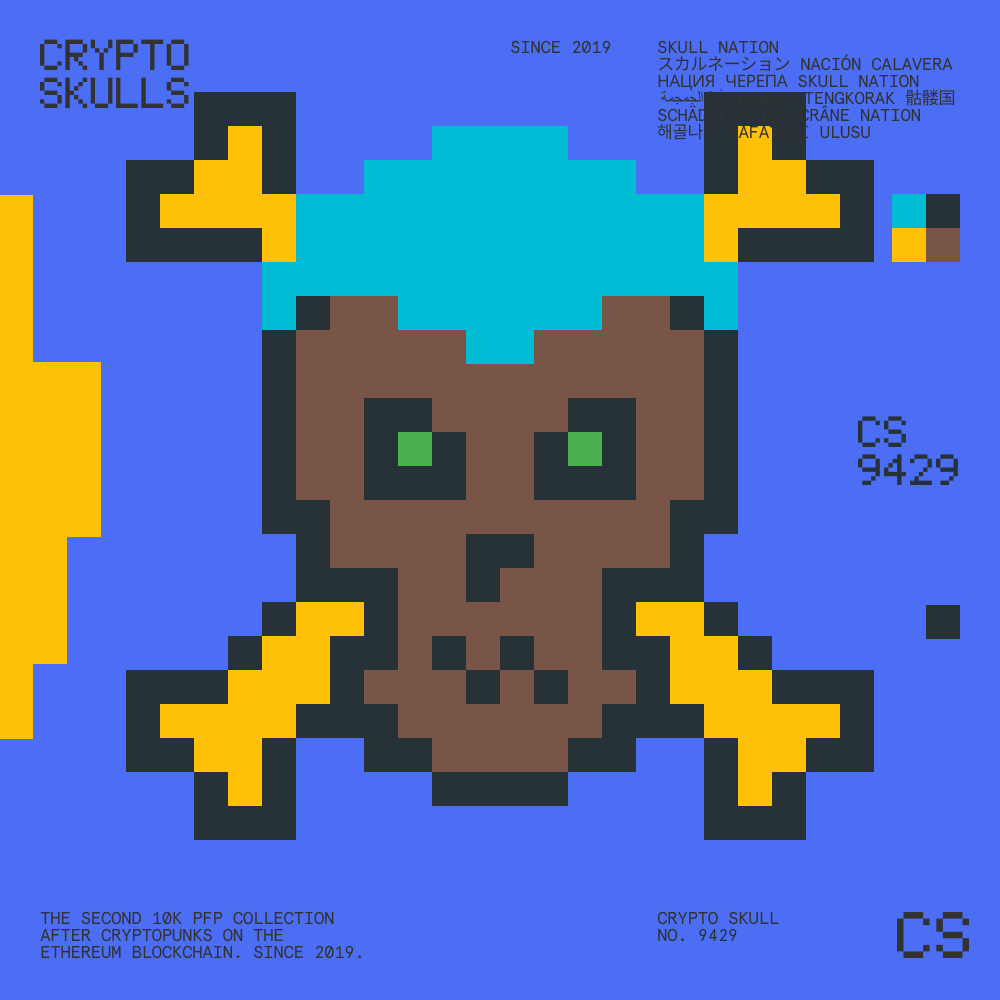 CRYPTO
SKULLS
SINCE 2019
SKULL NATION
スカルネーション NACIÓN CALAVERA
НАЦИЯ ЧЕРЕПА SKULL NATION
TENGKORAK 骷髅国
CRÂNE NATION
ULUSU
CS
9429
THE SECOND 10K PFP COLLECTION
AFTER CRYPTOPUNKS ON THE
ETHEREUM BLOCKCHAIN. SINCE 2019.
CRYPTO SKULL
NO. 9429
CS